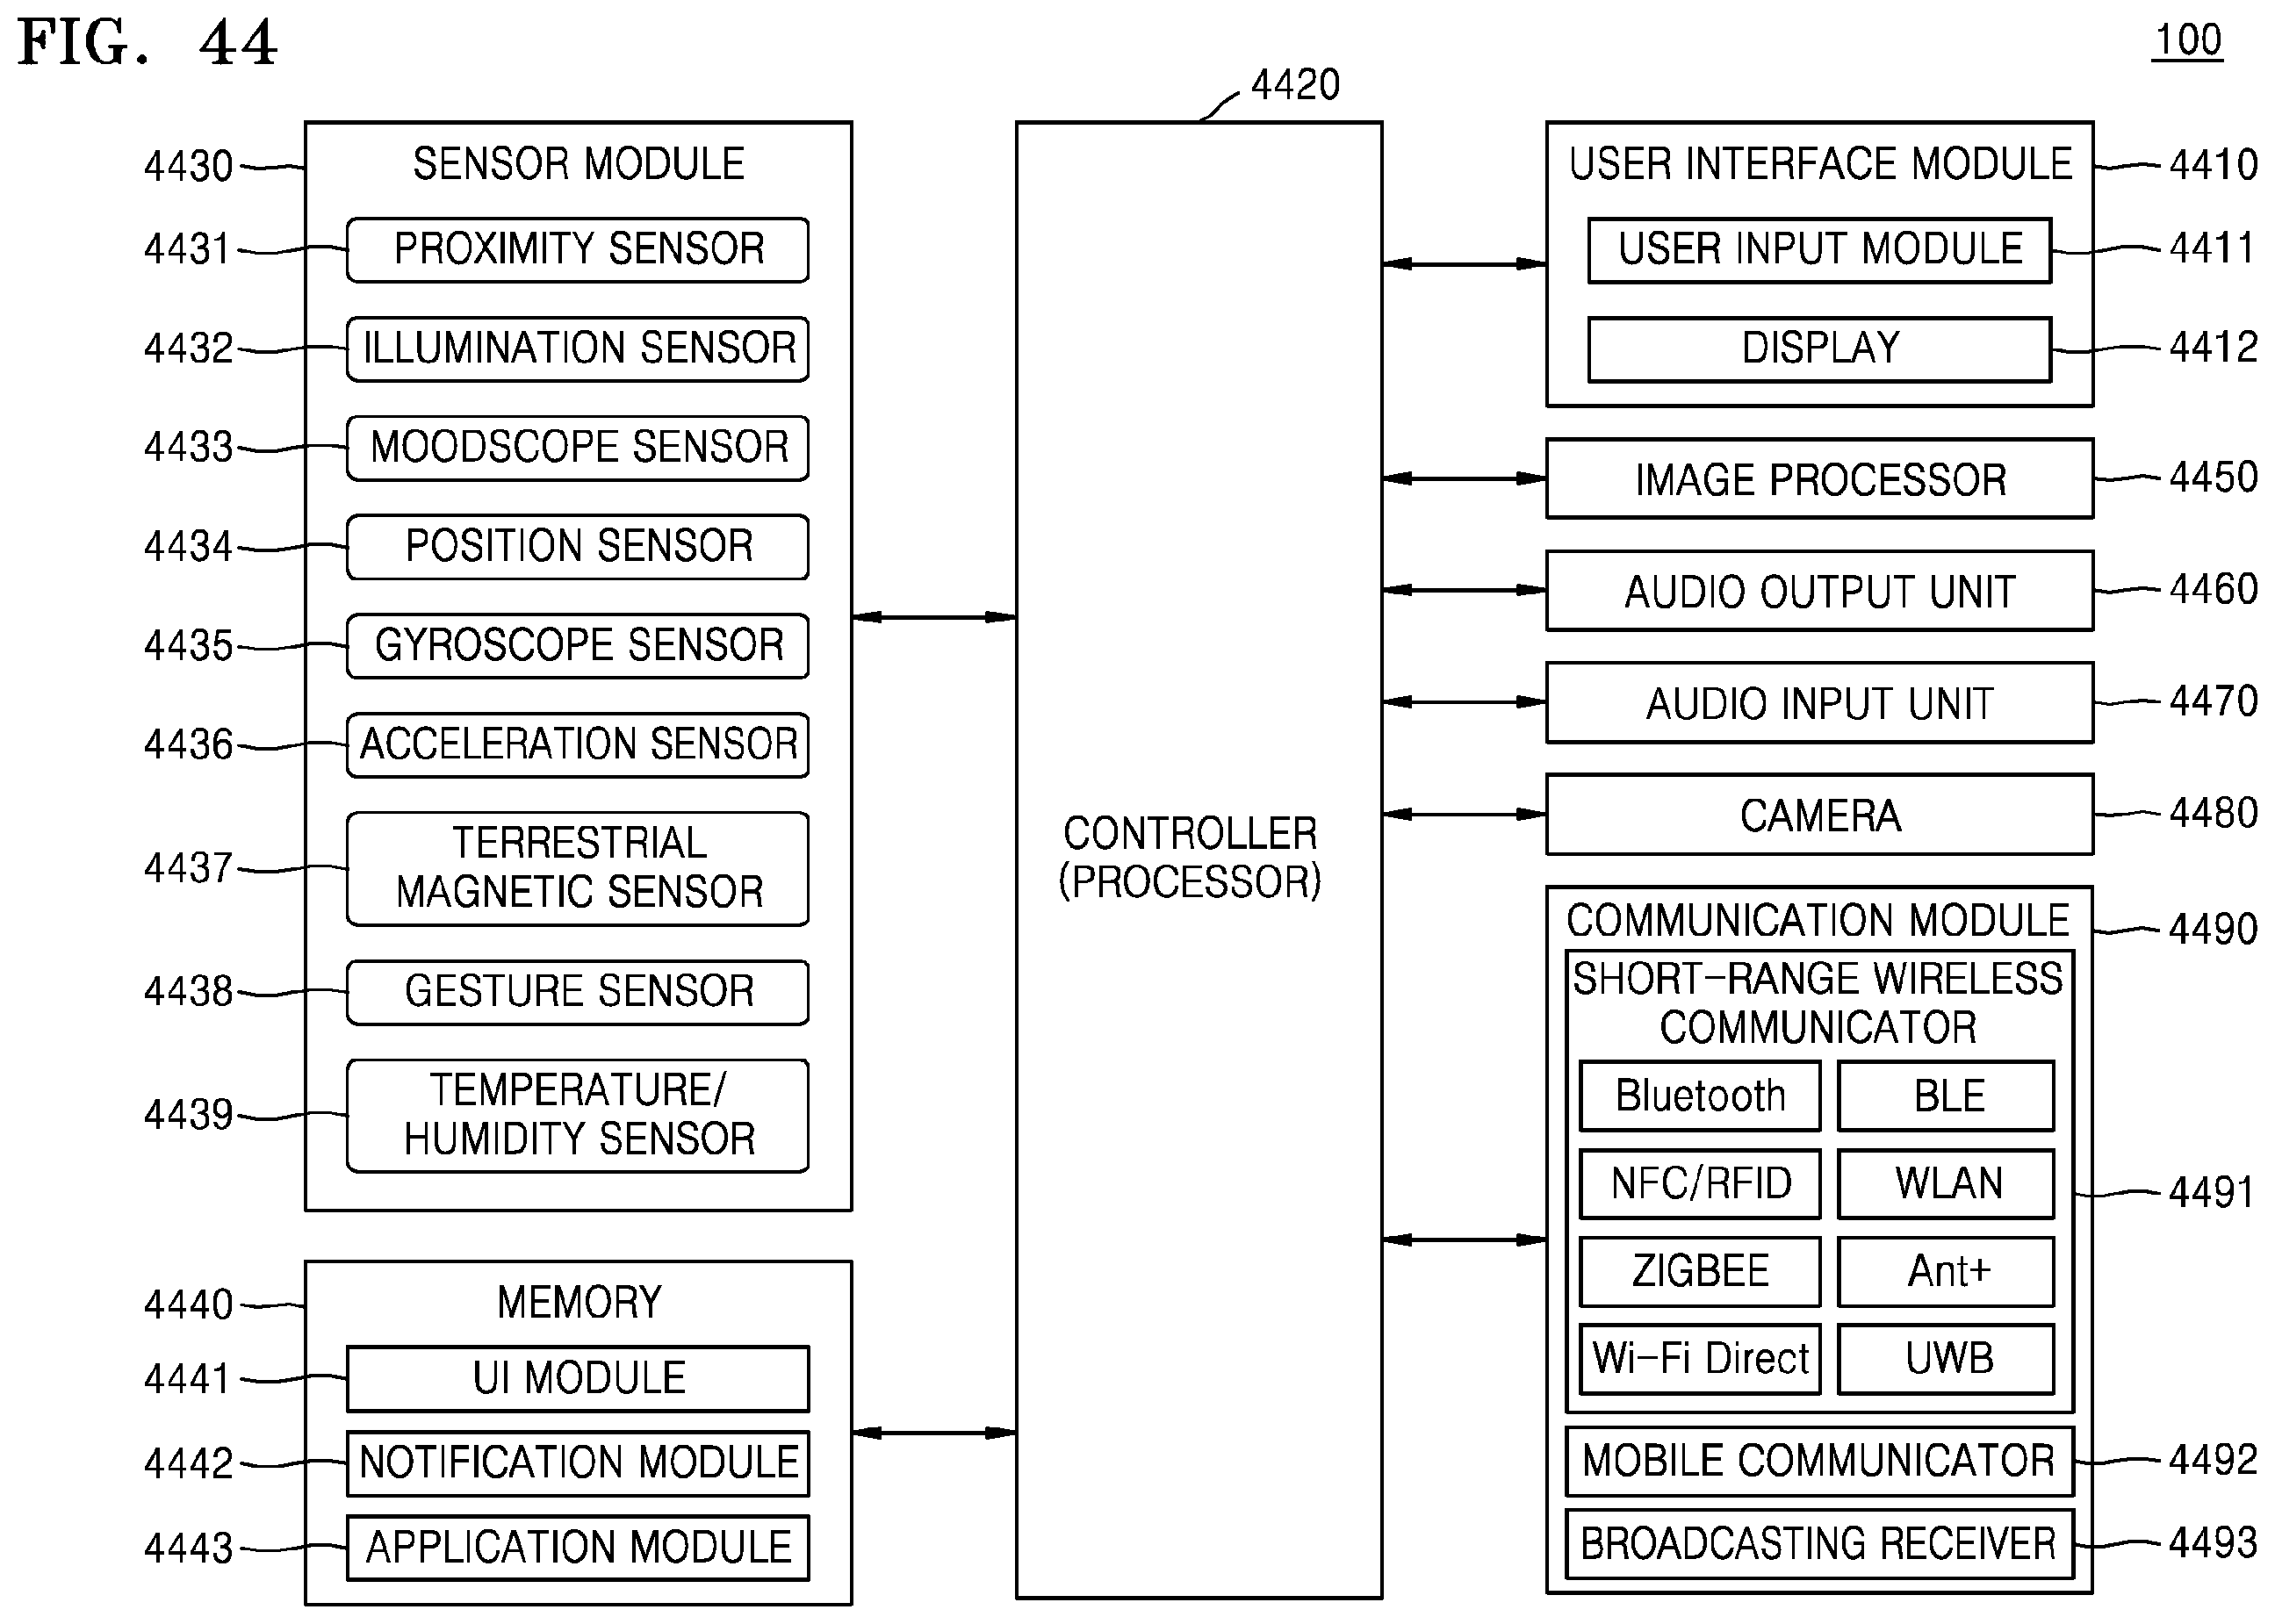 FIG. 44
100
4420
4430
SENSOR MODULE
4431
PROXIMITY SENSOR
4432
ILLUMINATION SENSOR
4433
MOODSCOPE SENSOR
4434
POSITION SENSOR
4435
GYROSCOPE SENSOR
4436
ACCELERATION SENSOR
4437
TERRESTRIAL
MAGNETIC SENSOR
4438
GESTURE SENSOR
4439
TEMPERATURE/
HUMIDITY SENSOR
4440
MEMORY
4441
UI MODULE
4442
NOTIFICATION MODULE
4443
APPLICATION MODULE
CONTROLLER
(PROCESSOR)
USER INTERFACE MODULE
4410
USER INPUT MODULE
4411
DISPLAY
4412
IMAGE PROCESSOR
4450
AUDIO OUTPUT UNIT
4460
AUDIO INPUT UNIT
4470
CAMERA
4480
COMMUNICATION MODULE
4490
SHORT-RANGE WIRELESS
COMMUNICATOR
Bluetooth
BLE
NFC/RFID
WLAN
4491
ZIGBEE
Ant+
Wi-Fi Direct
UWB
MOBILE COMMUNICATOR
4492
BROADCASTING RECEIVER
4493